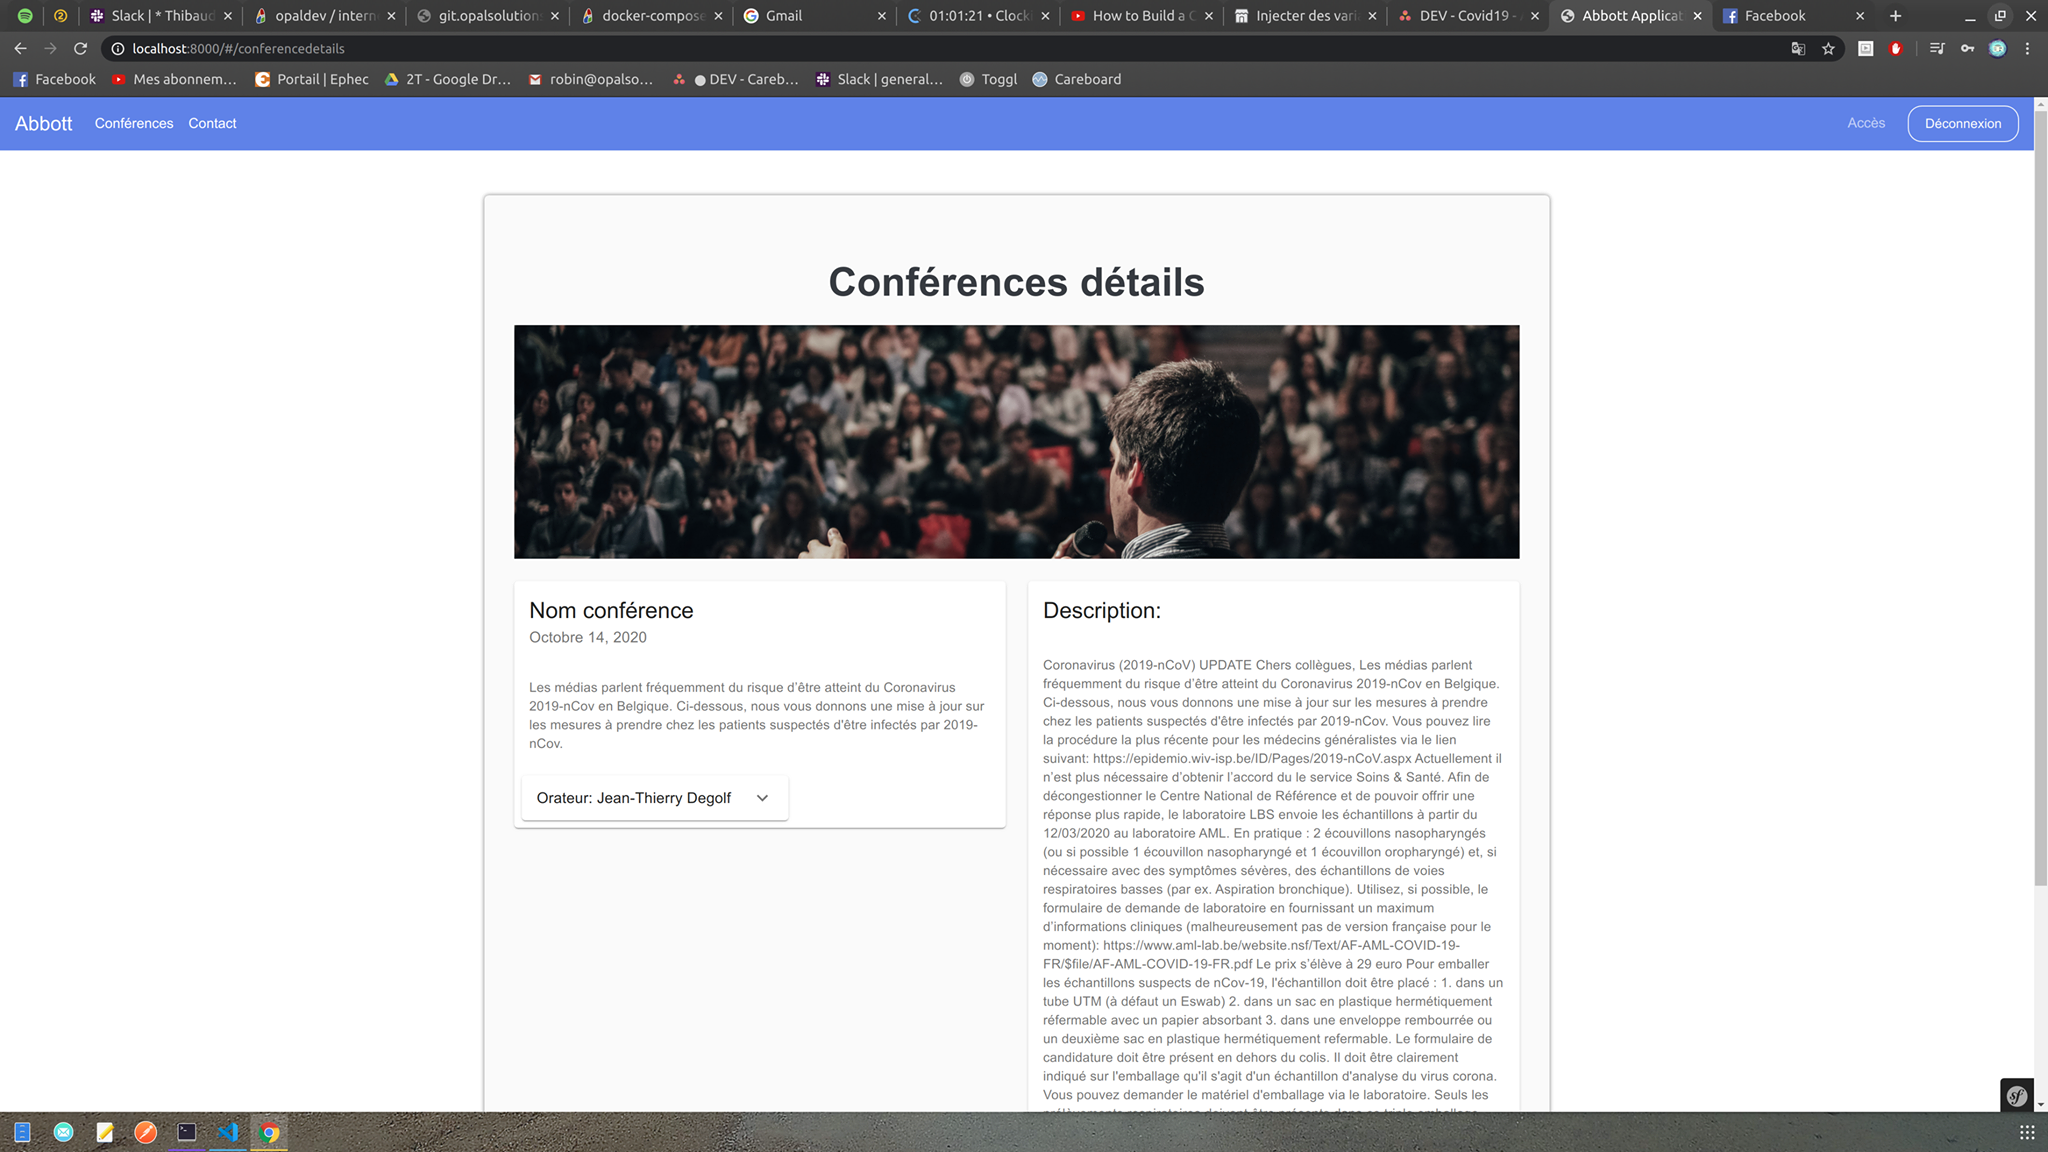 Slack | * Thibaud
opaldev / intern
git.opalsolution
docker-compose
Gmail
01:01:21 • Clocki
How to Build a C
Injecter des varia
DEV - Covid19 -
Abbott Applicat
Facebook
localhost:8000/#/conferencedetails
Facebook
Mes abonnem...
Portail | Ephec
2T - Google Dr...
robin@opalso...
DEV - Careb...
Slack | general...
Toggl
Careboard
Abbott
Conférences
Contact
Accès
Déconnexion
Conférences détails
Nom conférence
Octobre 14, 2020
Les médias parlent fréquemment du risque d'être atteint du Coronavirus
2019-nCov en Belgique. Ci-dessous, nous vous donnons une mise à jour sur
les mesures à prendre chez les patients suspectés d'être infectés par 2019-
nCov.
Orateur: Jean-Thierry Degolf
Description:
Coronavirus (2019-nCoV) UPDATE Chers collègues, Les médias parlent
fréquemment du risque d'être atteint du Coronavirus 2019-nCov en Belgique.
Ci-dessous, nous vous donnons une mise à jour sur les mesures à prendre
chez les patients suspectés d'être infectés par 2019-nCov. Vous pouvez lire
la procédure la plus récente pour les médecins généralistes via le lien
suivant: https://epidemio.wiv-isp.be/ID/Pages/2019-nCoV.aspx Actuellement il
n'est plus nécessaire d'obtenir l'accord du le service Soins & Santé. Afin de
décongestionner le Centre National de Référence et de pouvoir offrir une
réponse plus rapide, le laboratoire LBS envoie les échantillons à partir du
12/03/2020 au laboratoire AML. En pratique : 2 écouvillons nasopharyngés
(ou si possible 1 écouvillon nasopharyngé et 1 écouvillon oropharyngé) et, si
nécessaire avec des symptômes sévères, des échantillons de voies
respiratoires basses (par ex. Aspiration bronchique). Utilisez, si possible, le
formulaire de demande de laboratoire en fournissant un maximum
d'informations cliniques (malheureusement pas de version française pour le
moment): https://www.aml-lab.be/website.nsf/Text/AF-AML-COVID-19-
FR/$file/AF-AML-COVID-19-FR.pdf Le prix s'élève à 29 euro Pour emballer
les échantillons suspects de nCov-19, l'échantillon doit être placé : 1. dans un
tube UTM (à défaut un Eswab) 2. dans un sac en plastique hermétiquement
réfermable avec un papier absorbant 3. dans une enveloppe rembourrée ou
un deuxième sac en plastique hermétiquement refermable. Le formulaire de
candidature doit être présent en dehors du colis. Il doit être clairement
indiqué sur l'emballage qu'il s'agit d'un échantillon d'analyse du virus corona.
Vous pouvez demander le matériel d'emballage via le laboratoire. Seuls les